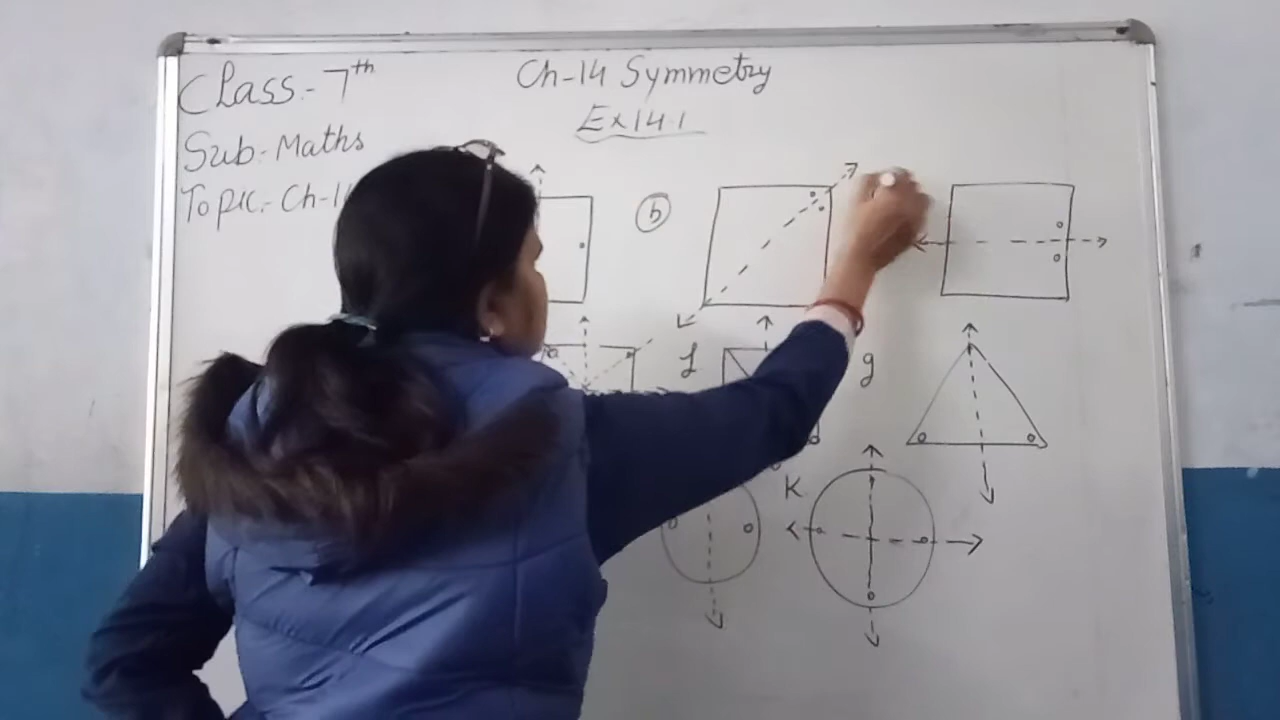 Class:- 7th
Ch-14 Symmetry
Ex 14.1
Sub:- Maths
Topic:- Ch-1
b
f
g
K